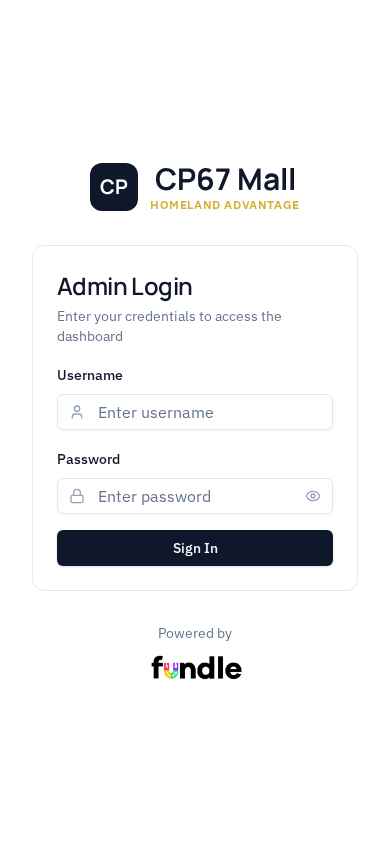 CP
CP67 Mall
HOMELAND ADVANTAGE
Admin Login
Enter your credentials to access the
dashboard
Username
Enter username
Password
Enter password
Sign In
Powered by
fundle